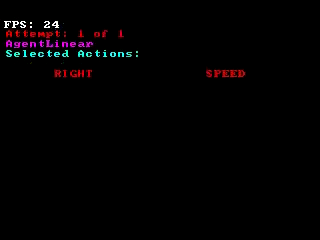 FPS: 24
Attempt: 1 of 1
AgentLinear
Selected Actions:
RIGHT SPEED